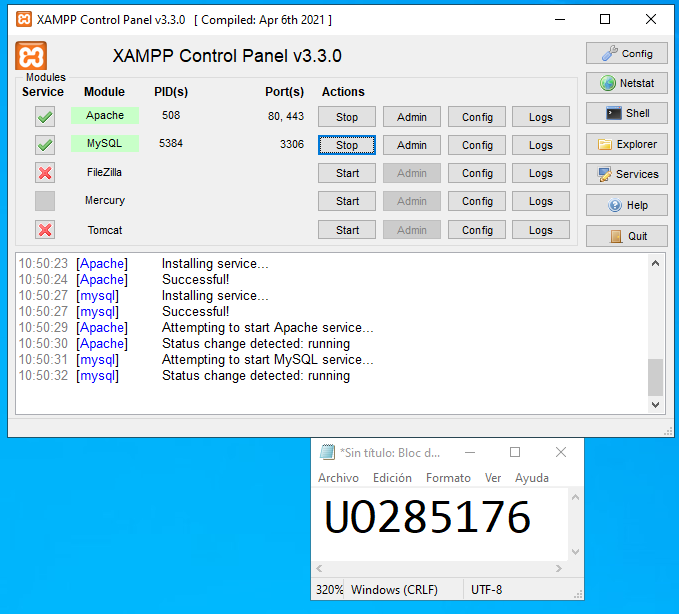 XAMPP Control Panel v3.3.0 [ Compiled: Apr 6th 2021 ]
XAMPP Control Panel v3.3.0
Config
Netstat
Shell
Explorer
Services
Help
Quit
Modules
Service Module PID(s) Port(s) Actions
Apache 508 80, 443 Stop Admin Config Logs
MySQL 5384 3306 Stop Admin Config Logs
FileZilla Start Admin Config Logs
Mercury Start Admin Config Logs
Tomcat Start Admin Config Logs
10:50:23 [Apache] Installing service...
10:50:24 [Apache] Successful!
10:50:27 [mysql] Installing service...
10:50:27 [mysql] Successful!
10:50:29 [Apache] Attempting to start Apache service...
10:50:30 [Apache] Status change detected: running
10:50:31 [mysql] Attempting to start MySQL service...
10:50:32 [mysql] Status change detected: running
*Sin título: Bloc d...
Archivo Edición Formato Ver Ayuda
UO285176
320% Windows (CRLF) UTF-8